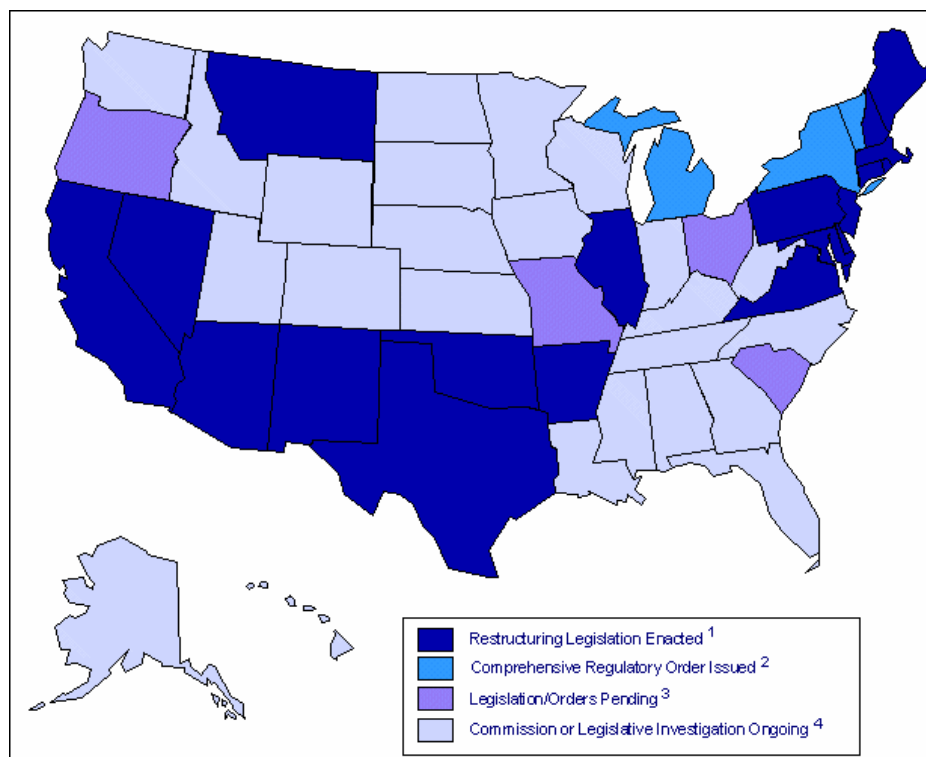 Restructuring Legislation Enacted 1
Comprehensive Regulatory Order Issued 2
Legislation/Orders Pending 3
Commission or Legislative Investigation Ongoing 4